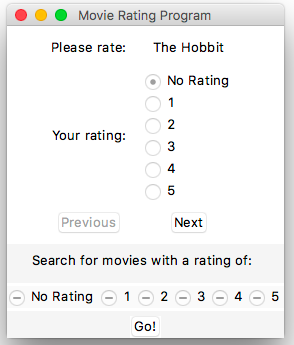 Movie Rating Program
Please rate: The Hobbit
No Rating
1
2
Your rating:
3
4
5
Previous Next
Search for movies with a rating of:
No Rating 1 2 3 4 5
Go!